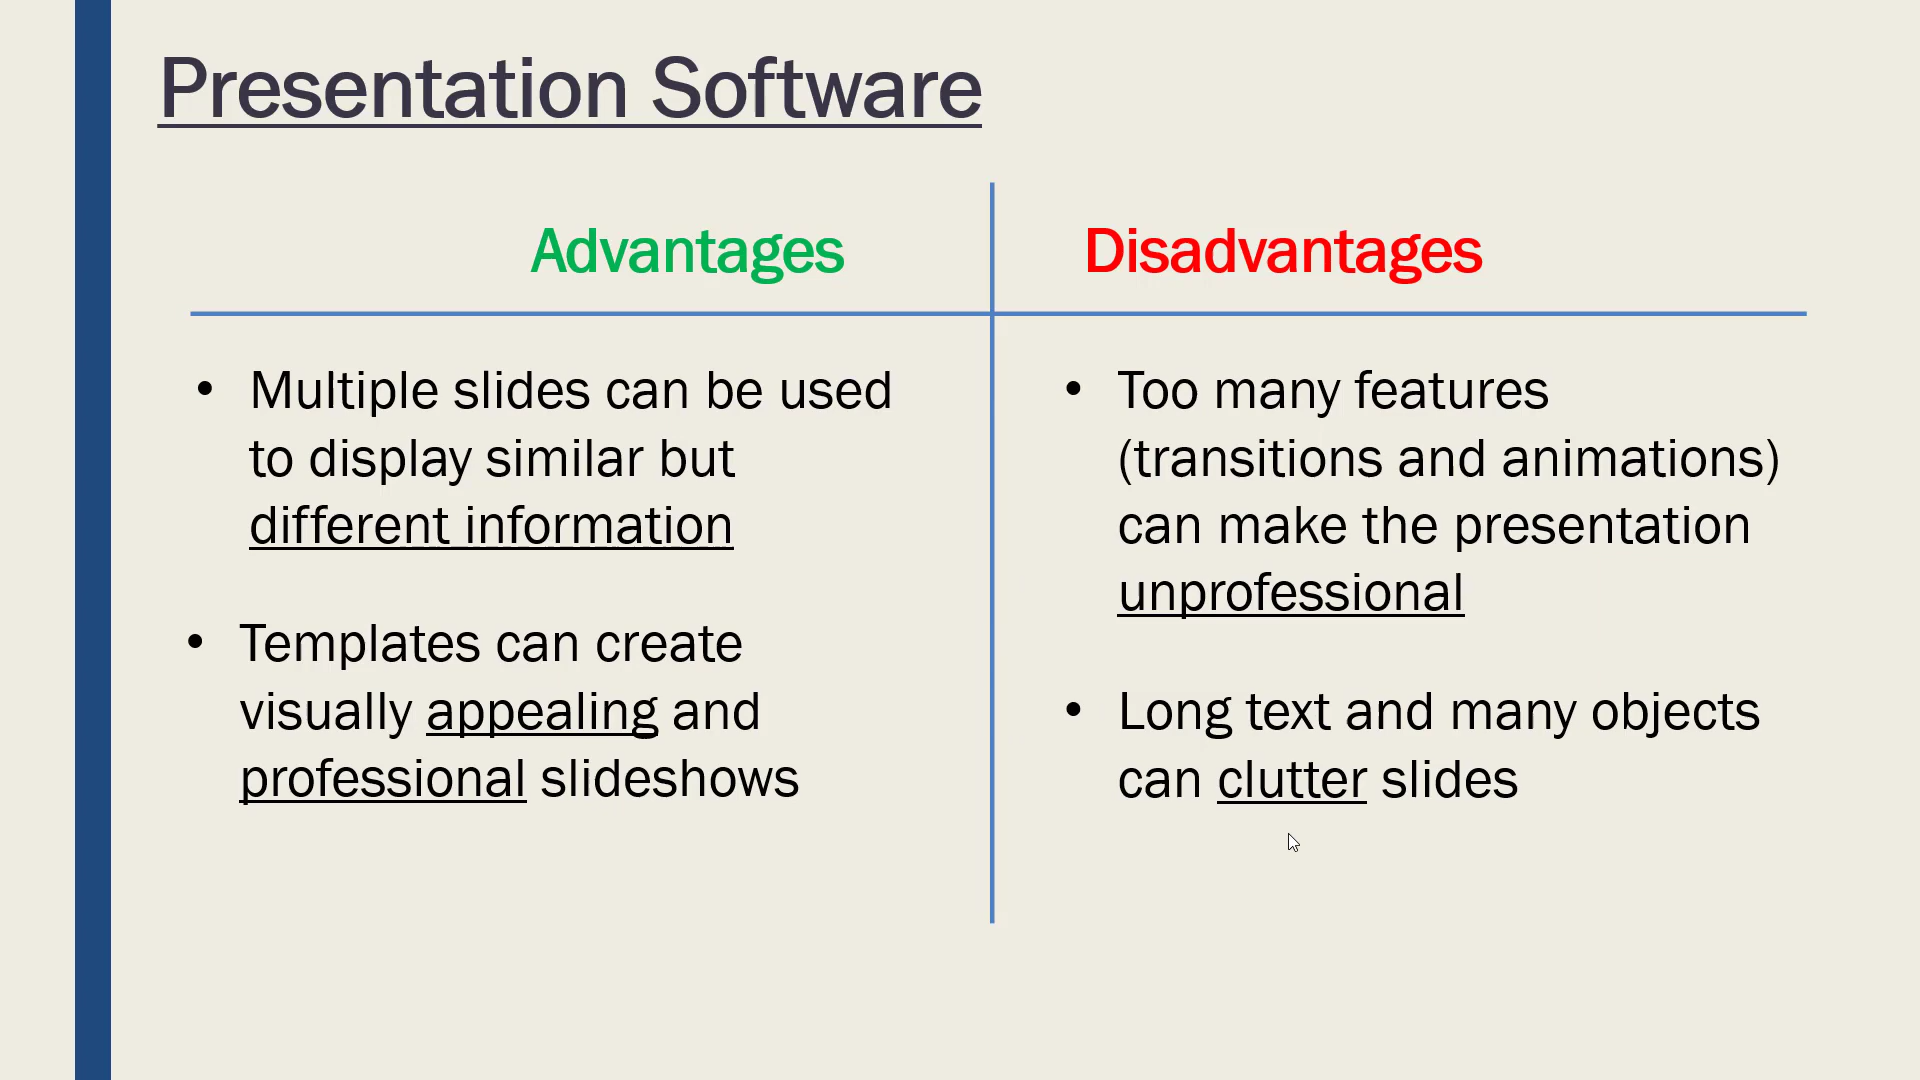 Presentation Software
Advantages
Disadvantages
• Multiple slides can be used
to display similar but
different information
• Templates can create
visually appealing and
professional slideshows
• Too many features
(transitions and animations)
can make the presentation
unprofessional
• Long text and many objects
can clutter slides